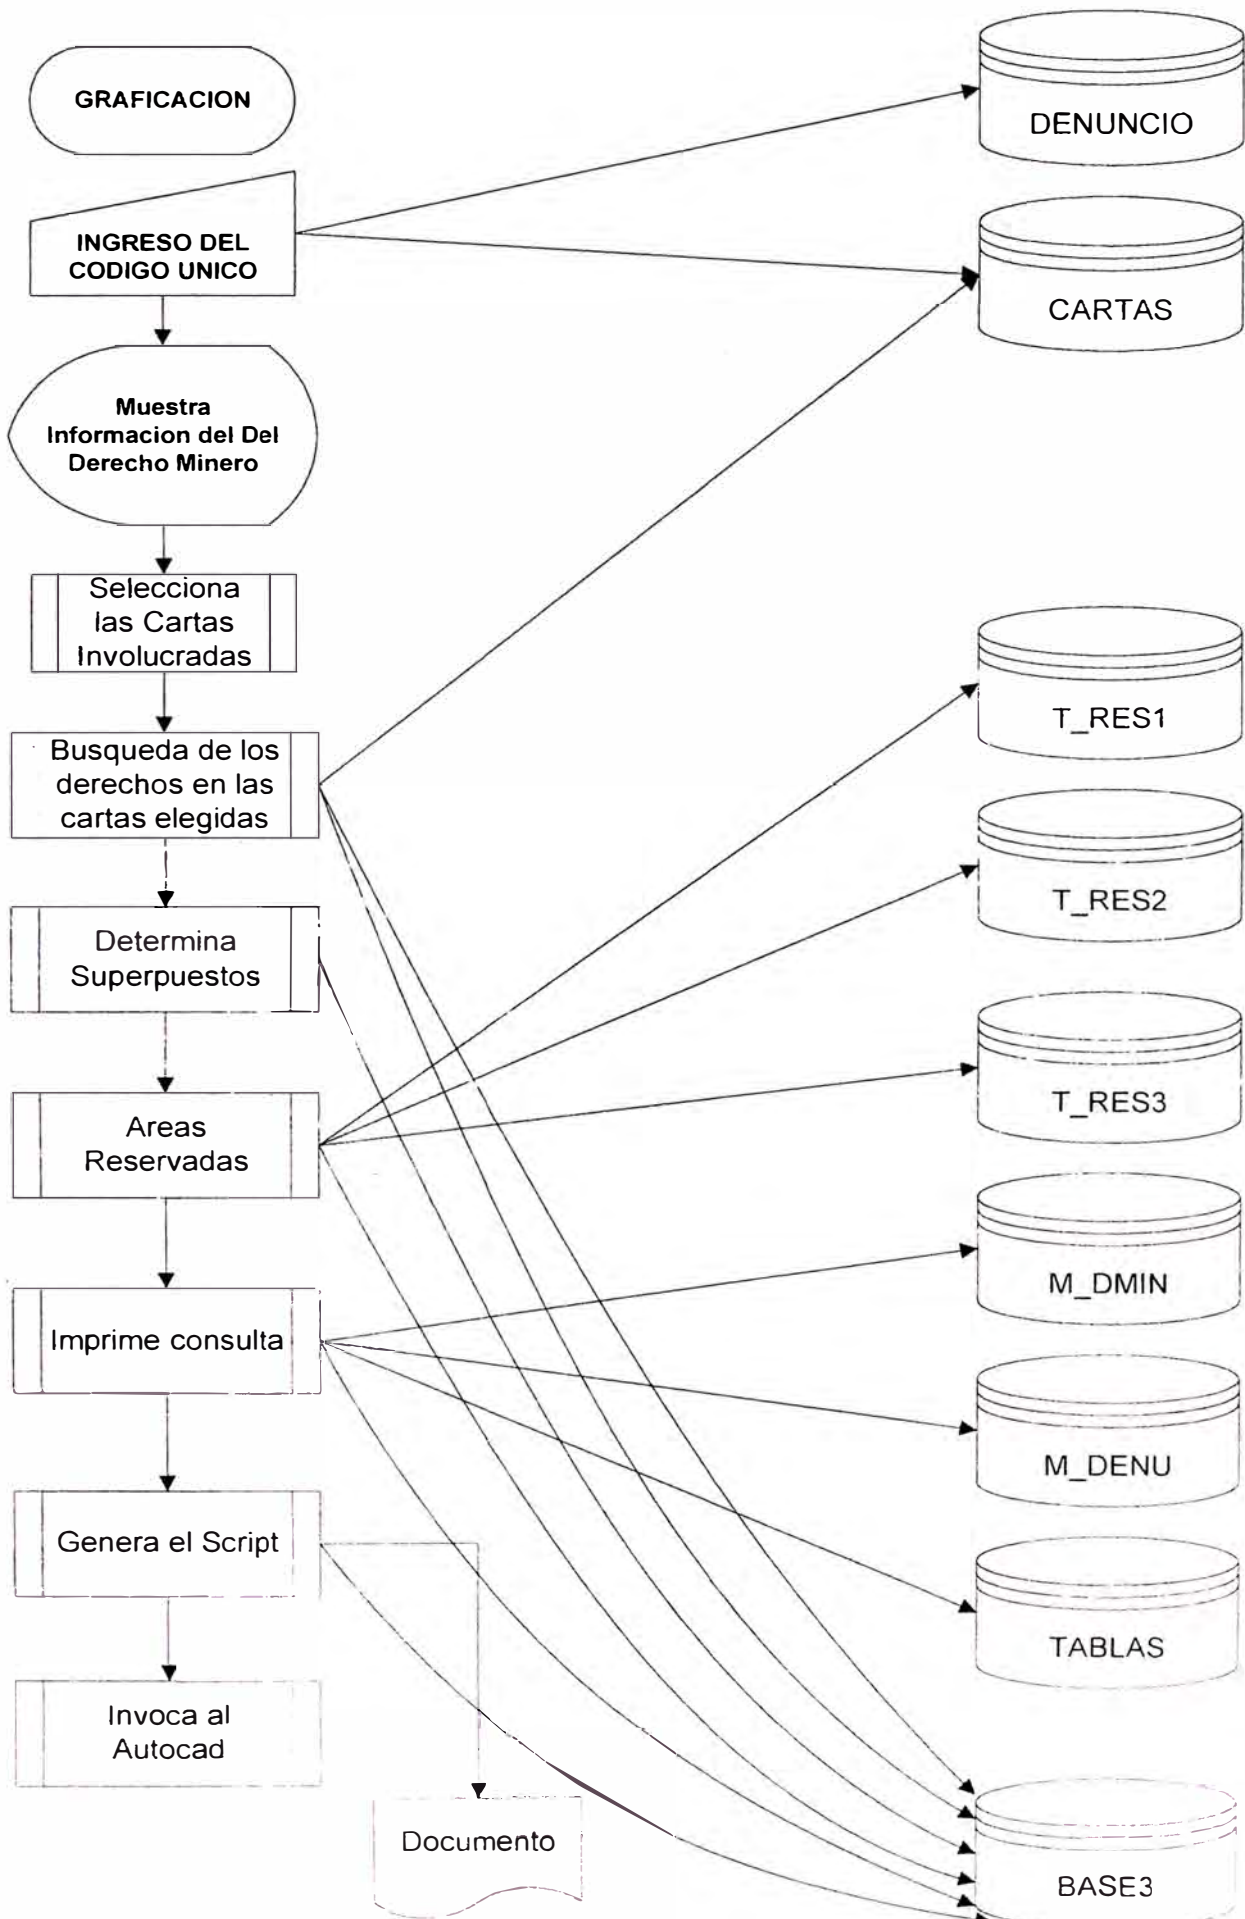 GRAFICACION
INGRESO DEL
CODIGO UNICO
Muestra
Informacion del Del
Derecho Minero
Selecciona
las Cartas
Involucradas
Busqueda de los
derechos en las
cartas elegidas
Determina
Superpuestos
Areas
Reservadas
Imprime consulta
Genera el Script
Invoca al
Autocad
Documento
DENUNCIO
CARTAS
T_RES1
T_RES2
T_RES3
M_DMIN
M_DENU
TABLAS
BASE3